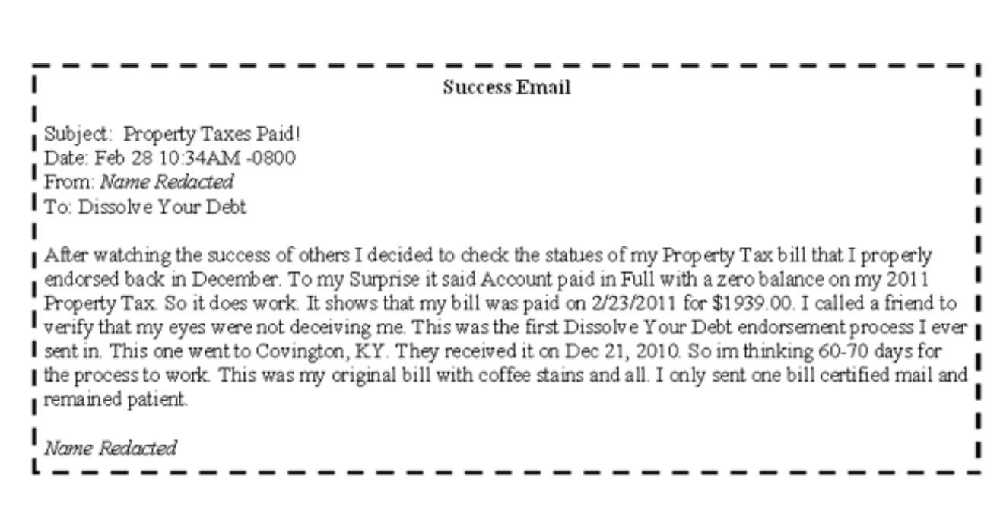 Success Email
Subject: Property Taxes Paid!
Date: Feb 28 10:34AM -0800
From: Name Redacted
To: Dissolve Your Debt
After watching the success of others I decided to check the statues of my Property Tax bill that I properly
endorsed back in December. To my Surprise it said Account paid in Full with a zero balance on my 2011
Property Tax. So it does work. It shows that my bill was paid on 2/23/2011 for $1939.00. I called a friend to
verify that my eyes were not deceiving me. This was the first Dissolve Your Debt endorsement process I ever
sent in. This one went to Covington, KY. They received it on Dec 21, 2010. So im thinking 60-70 days for
the process to work. This was my original bill with coffee stains and all. I only sent one bill certified mail and
remained patient.
Name Redacted